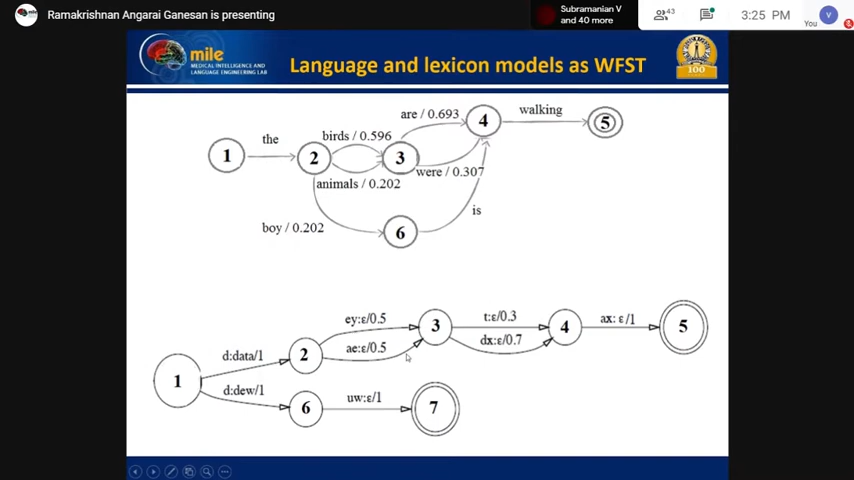 Ramakrishnan Angarai Ganesan is presenting
Subramanian V
and 40 more
43
3:25 PM
V
You
mile
MEDICAL INTELLIGENCE AND
LANGUAGE ENGINEERING LAB
Language and lexicon models as WFST
100
are / 0.693
4
walking
5
the
birds / 0.596
1
2
3
animals / 0.202
were / 0.307
boy / 0.202
6
is
ey:ε/0.5
3
t:ε/0.3
4
ax: ε/1
5
d:data/1
2
ae:ε/0.5
dx:ε/0.7
1
d:dew/1
6
uw:ε/1
7